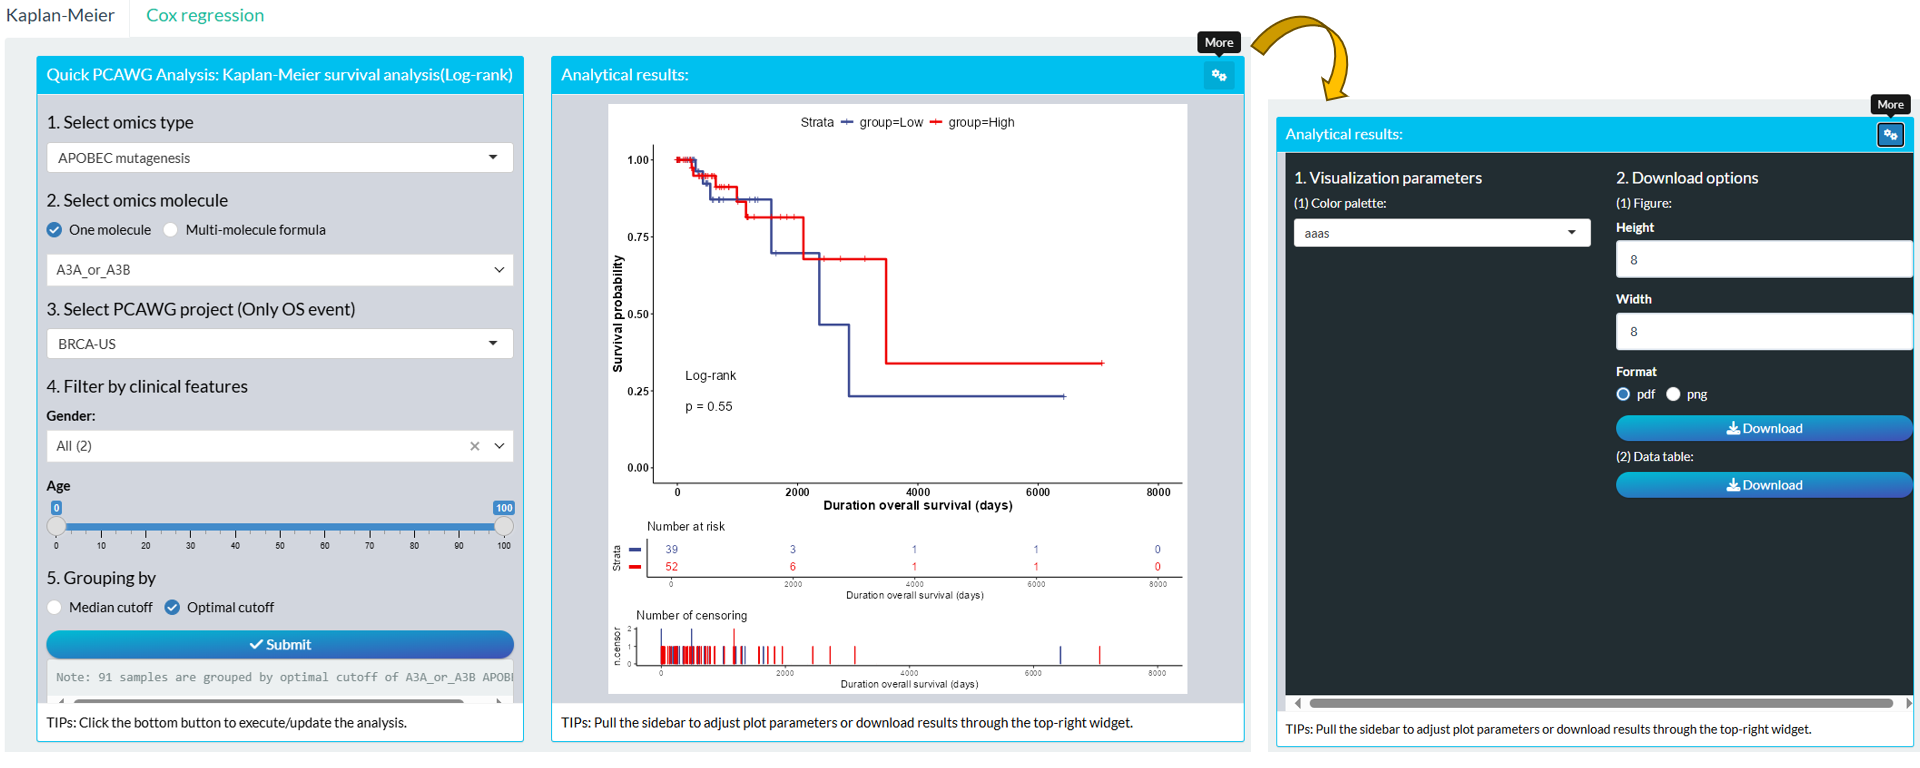 Kaplan-Meier
Cox regression
Quick PCAWG Analysis: Kaplan-Meier survival analysis(Log-rank)
1. Select omics type
APOBEC mutagenesis
2. Select omics molecule
One molecule
Multi-molecule formula
A3A_or_A3B
3. Select PCAWG project (Only OS event)
BRCA-US
4. Filter by clinical features
Gender:
All (2)
Age
0
100
0 10 20 30 40 50 60 70 80 90 100
5. Grouping by
Median cutoff
Optimal cutoff
Submit
Note: 91 samples are grouped by optimal cutoff of A3A_or_A3B APOB
TIPs: Click the bottom button to execute/update the analysis.
More
Analytical results:
Strata group=Low group=High
1.00
0.75
0.50
0.25
0.00
Survival probability
Log-rank
p = 0.55
0 2000 4000 6000 8000
Duration overall survival (days)
Number at risk
Strata
39 3 1 1 0
52 6 1 1 0
0 2000 4000 6000 8000
Duration overall survival (days)
Number of censoring
n.censor
2
1
0
0 2000 4000 6000 8000
Duration overall survival (days)
TIPs: Pull the sidebar to adjust plot parameters or download results through the top-right widget.
More
Analytical results:
1. Visualization parameters
(1) Color palette:
aaas
2. Download options
(1) Figure:
Height
8
Width
8
Format
pdf
png
Download
(2) Data table:
Download
TIPs: Pull the sidebar to adjust plot parameters or download results through the top-right widget.